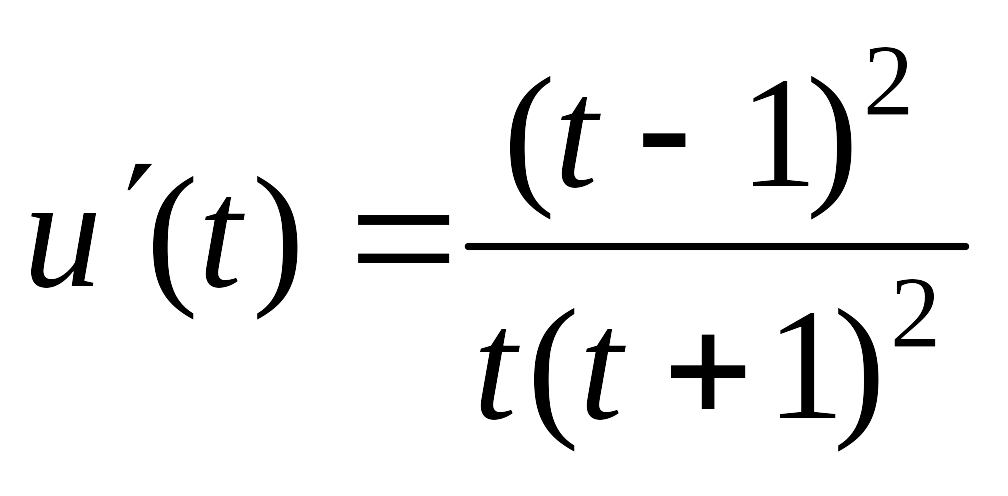 u′(t) = (t - 1)² / t(t + 1)²